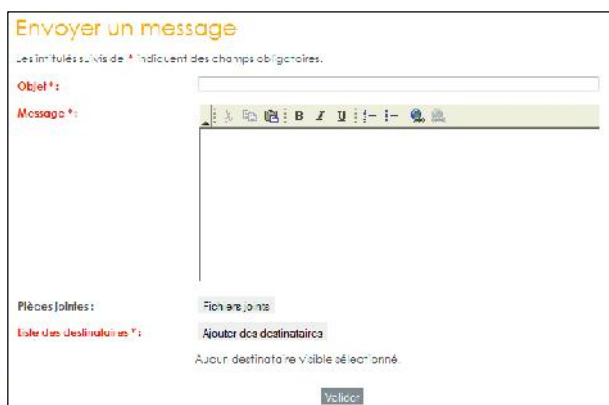 Envoyer un message
Les intitulés suivis de * indiquent des champs obligatoires.
Objet * :
Message * :
B I U
Pièces jointes :
Fichiers joints
Liste des destinataires * :
Ajouter des destinataires
Aucun destinataire visible sélectionné.
Valider